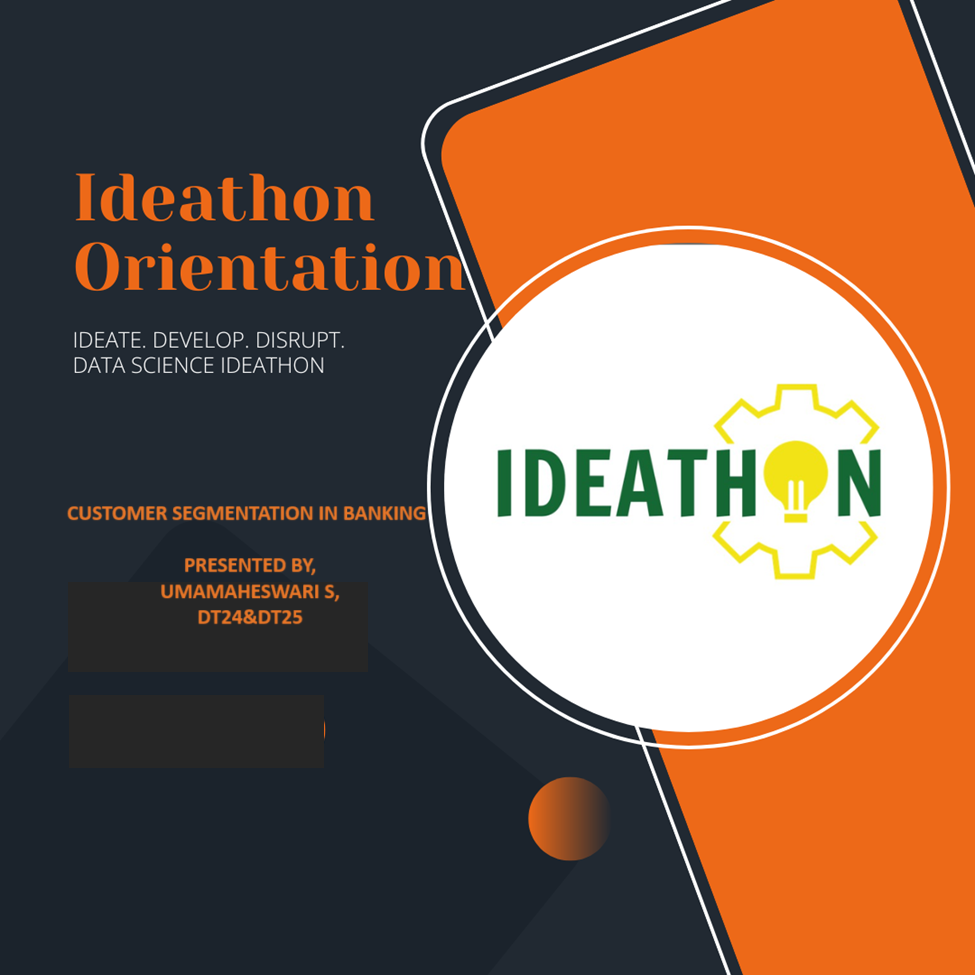 Ideathon
Orientation
IDEATE. DEVELOP. DISRUPT.
DATA SCIENCE IDEATHON
CUSTOMER SEGMENTATION IN BANKING
PRESENTED BY,
UMAMAHESWARI S,
DT24&DT25
IDEATHON